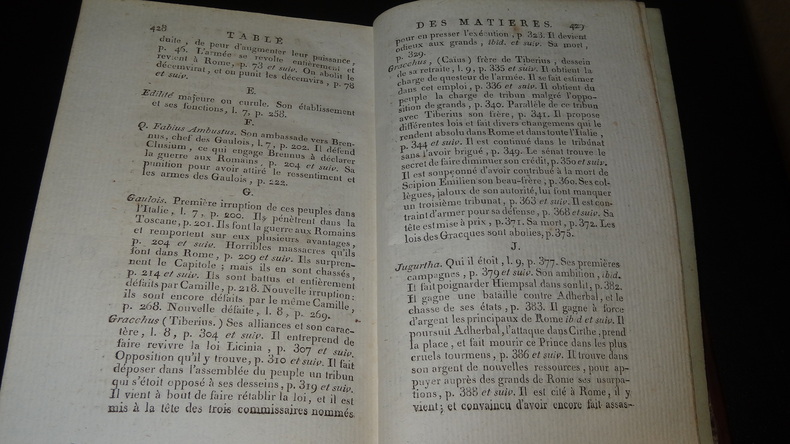 428
TABLE
duite, de peur d'augmenter leur puissance,
p. 46. L'armée se révolte entièrement et
revient à Rome, p. 73 et suiv. On abolit le
décemvirat, et on punit les décemvirs, p. 78
et suiv.
E.
Edilité majeure ou curule. Son établissement
et ses fonctions, l. 7, p. 258.
F.
Q. Fabius Ambustus. Son ambassade vers Bren-
nus, chef des Gaulois, l. 7, p. 202. Il défend
Clusium, ce qui engage Brennus à déclarer
la guerre aux Romains, p. 204 et suiv. Sa
punition pour avoir attiré le ressentiment et
les armes des Gaulois, p. 222.
G.
Gaulois. Première irruption de ces peuples dans
l'Italie, l. 7, p. 200. Ils pénètrent dans la
Toscane, p. 201. Ils font la guerre aux Romains
et remportent sur eux plusieurs avantages,
p. 204 et suiv. Horribles massacres qu'ils
font dans Rome, p. 209 et suiv. Ils surpren-
nent le Capitole; mais ils en sont chassés,
p. 214 et suiv. Ils sont battus et entièrement
défaits par Camille, p. 218. Nouvelle irruption:
ils sont encore défaits par le même Camille,
p. 268. Nouvelle défaite, l. 8, p. 269.
Gracchus (Tiberius.) Ses alliances et son carac-
tère, l. 8, p. 304 et suiv. Il entreprend de
faire revivre la loi Licinia, p. 307 et suiv.
Opposition qu'il y trouve, p. 310 et suiv. Il fait
déposer dans l'assemblée du peuple un tribun
qui s'étoit opposé à ses desseins, p. 319 et suiv.
Il vient à bout de faire rétablir la loi, et il est
mis à la tête des trois commissaires nommés
DES MATIERES. 429
pour en presser l'exécution, p. 323. Il devient
odieux aux grands, ibid. et suiv. Sa mort,
p. 329.
Gracchus, (Caius) frère de Tiberius, dessein
de sa retraite, l. 9, p. 335 et suiv. Il obtient la
charge de questeur de l'armée. Il se fait estimer
dans cet emploi, p. 336 et suiv. Il obtient du
peuple la charge de tribun malgré l'oppo-
sition de grands, p. 340. Parallèle de ce tribun
avec Tiberius son frère, p. 341. Il propose
différentes lois et fait divers changemens qui le
rendent absolu dans Rome et dans toute l'Italie,
p. 344 et suiv. Il est continué dans le tribunat
sans l'avoir brigué, p. 349. Le sénat trouve le
secret de faire diminuer son crédit, p. 350 et suiv.
Il est soupçonné d'avoir contribué à la mort de
Scipion Emilien son beau-frère; p. 360. Ses col-
lègues, jaloux de son autorité, lui font manquer
un troisième tribunat, p. 363 et suiv. Il est con-
traint d'armer pour sa défense, p. 368 et suiv. Sa
tête est mise à prix, p. 371. Sa mort, p. 372. Les
lois des Gracques sont abolies, p. 375.
J.
Jugurtha. Qui il étoit, l. 9, p. 377. Ses premières
campagnes, p. 379 et suiv. Son ambition, ibid.
Il fait poignarder Hiempsal dans son lit, p. 382.
Il gagne une bataille contre Adherbal, et le
chasse de ses états, p. 383. Il gagne à force
d'argent les principaux de Rome ibid et suiv. Il
poursuit Adherbal, l'attaque dans Cirthe, prend
la place, et fait mourir ce Prince dans les plus
cruels tourmens, p. 386 et suiv. Il trouve dans
son argent de nouvelles ressources, pour ap-
puyer auprès des grands de Rome ses usurpa-
tions, p. 388 et suiv. Il est cité à Rome, il y
vient; et convaincu d'avoir encore fait assas-